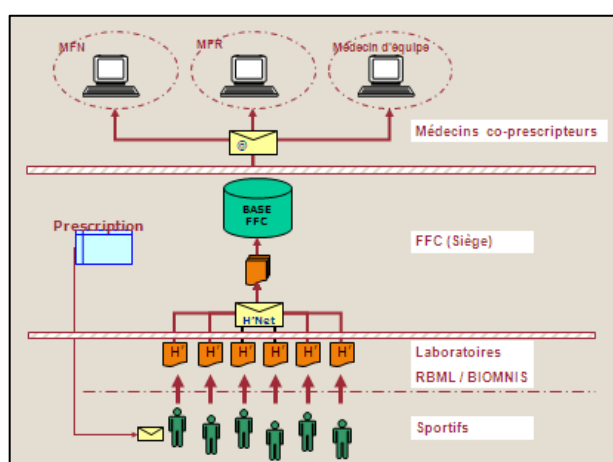 MFN
MPR
Médecin d'équipe
@
Médecins co-prescripteurs
BASE
FFC
Prescription
FFC (Siège)
H'Net
H' H' H' H' H' H'
Laboratoires
RBML / BIOMNIS
Sportifs